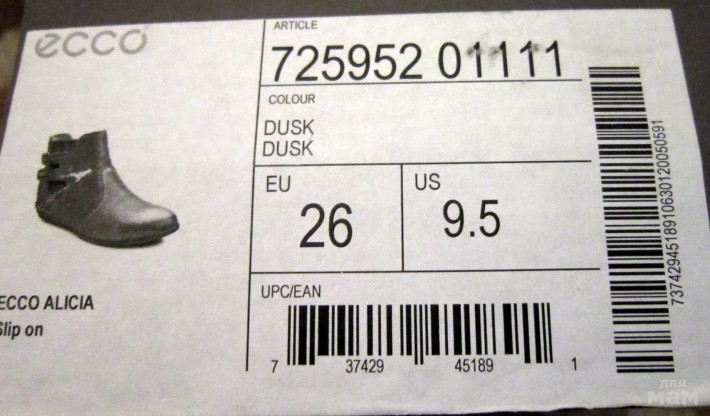 ecco
ARTICLE
725952 01111
COLOUR
DUSK
DUSK
EU
26
US
9.5
UPC/EAN
7 37429 45189 1
ECCO ALICIA
Slip on
737429451891063012005059​1
для
мам